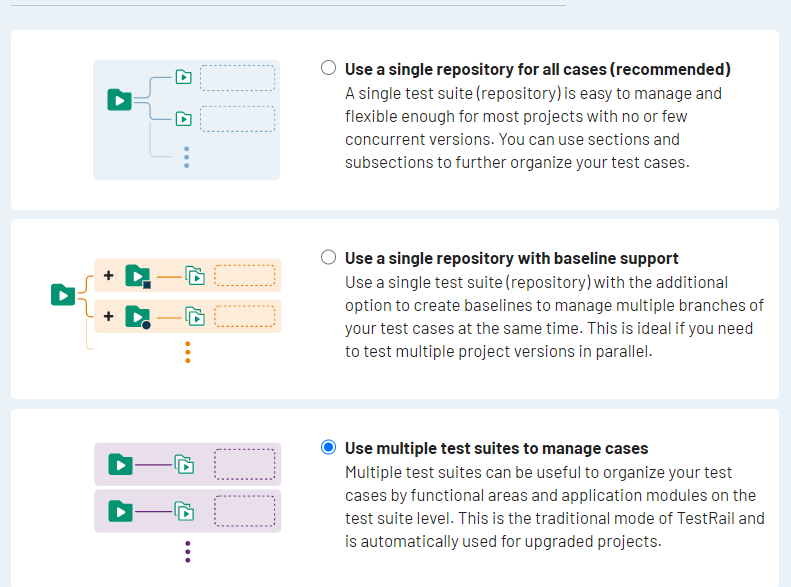 Use a single repository for all cases (recommended)
A single test suite (repository) is easy to manage and
flexible enough for most projects with no or few
concurrent versions. You can use sections and
subsections to further organize your test cases.
Use a single repository with baseline support
Use a single test suite (repository) with the additional
option to create baselines to manage multiple branches of
your test cases at the same time. This is ideal if you need
to test multiple project versions in parallel.
Use multiple test suites to manage cases
Multiple test suites can be useful to organize your test
cases by functional areas and application modules on the
test suite level. This is the traditional mode of TestRail and
is automatically used for upgraded projects.